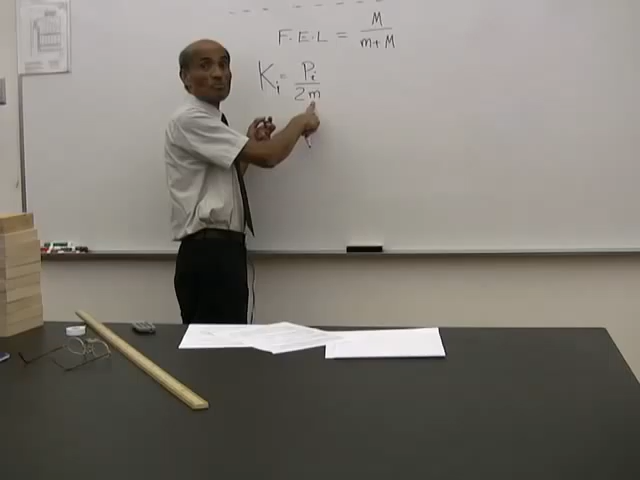 F.E.L = M / m+M
Ki = Pi / 2m